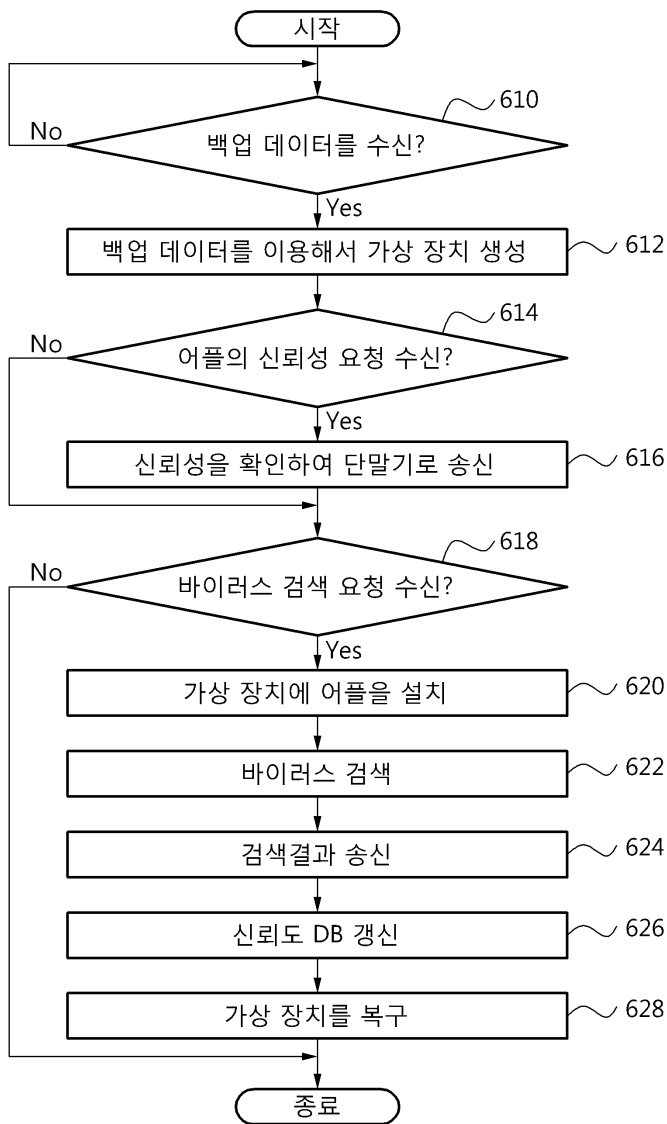 시작
610
No
백업 데이터를 수신?
Yes
백업 데이터를 이용해서 가상 장치 생성
612
614
No
어플의 신뢰성 요청 수신?
Yes
신뢰성을 확인하여 단말기로 송신
616
618
No
바이러스 검색 요청 수신?
Yes
가상 장치에 어플을 설치
620
바이러스 검색
622
검색결과 송신
624
신뢰도 DB 갱신
626
가상 장치를 복구
628
종료